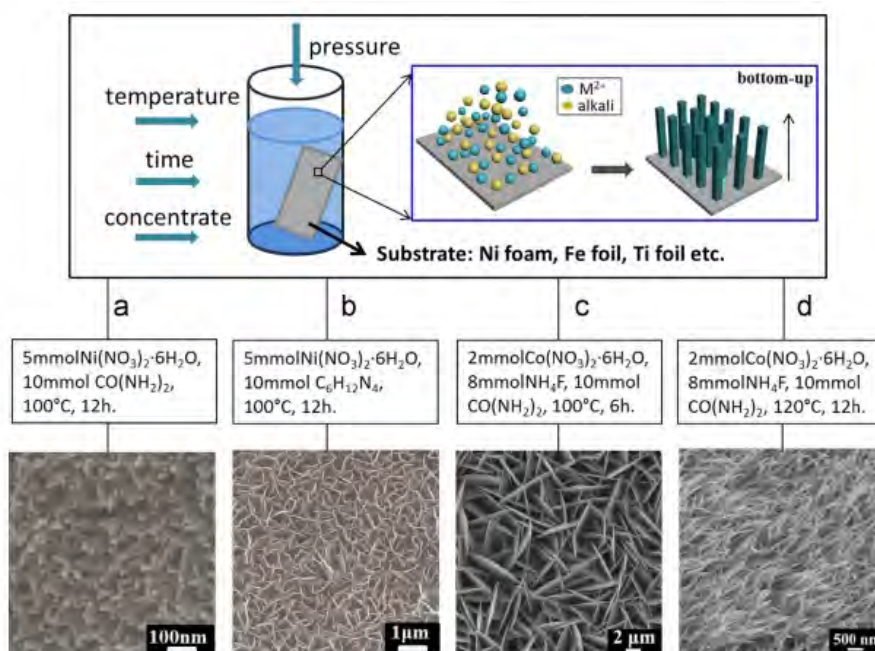 pressure
temperature
time
concentrate
M²⁺
alkali
bottom-up
Substrate: Ni foam, Fe foil, Ti foil etc.
a
b
c
d
5mmolNi(NO₃)₂·6H₂O,
10mmol CO(NH₂)₂,
100°C, 12h.
5mmolNi(NO₃)₂·6H₂O,
10mmol C₆H₁₂N₄,
100°C, 12h.
2mmolCo(NO₃)₂·6H₂O,
8mmolNH₄F, 10mmol
CO(NH₂)₂, 100°C, 6h.
2mmolCo(NO₃)₂·6H₂O,
8mmolNH₄F, 10mmol
CO(NH₂)₂, 120°C, 12h.
100nm
1μm
2 μm
500 nm